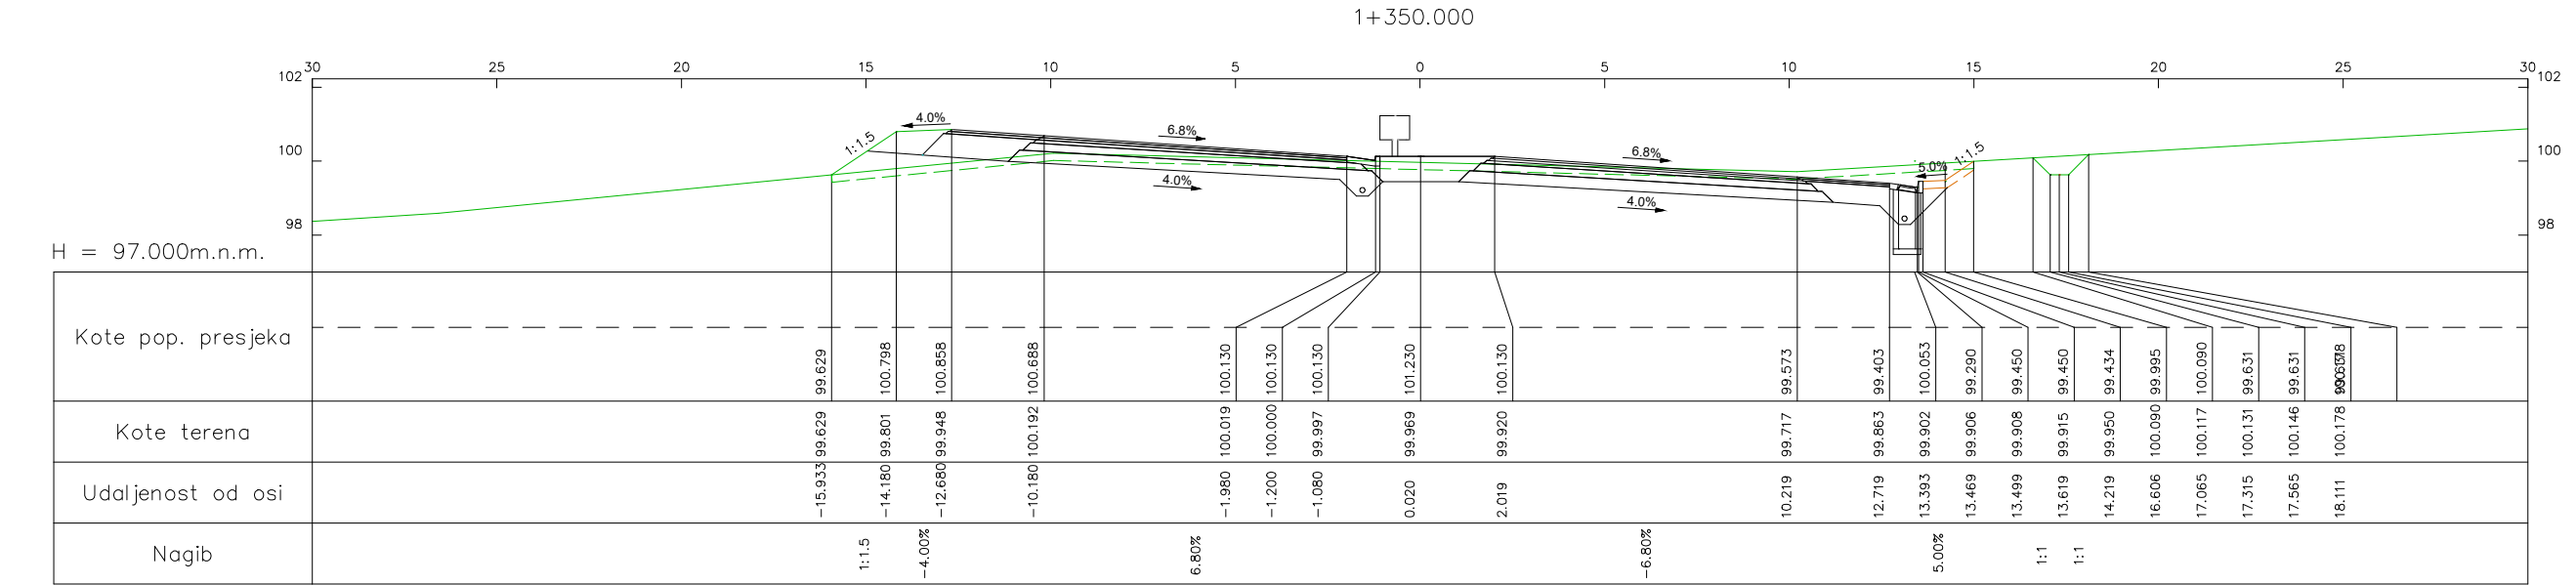 1+350.000
30 25 20 15 10 5 0 5 10 15 20 25 30
102 102
4.0% 6.8% 6.8% 5.0% 1:1.5
1:1.5
100 100
4.0% 4.0%
98 98
H = 97.000m.n.m.
Kote pop. presjeka 99.629 100.798 100.858 100.688 100.130 100.130 100.130 101.230 100.130 99.573 99.403 100.053 99.290 99.450 99.450 99.434 99.995 100.090 99.631 99.631
Kote terena 99.629 99.801 99.948 100.192 100.019 100.000 99.997 99.969 99.920 99.717 99.863 99.902 99.906 99.908 99.915 99.950 100.090 100.117 100.131 100.146 100.178
Udaljenost od osi -15.933 -14.180 -12.680 -10.180 -1.980 -1.200 -1.080 0.020 2.019 10.219 12.719 13.393 13.469 13.499 13.619 14.219 16.606 17.065 17.315 17.565 18.111
Nagib 1:1.5 -4.00% 6.80% -6.80% 5.00% 1:1 1:1